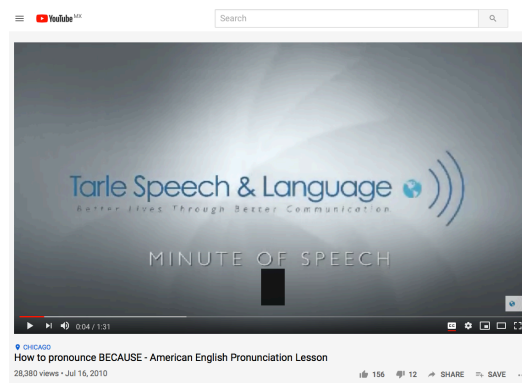 YouTube MX
Search
Tarle Speech & Language
Better Lives Through Better Communication
MINUTE OF SPEECH
0:04 / 1:31
CHICAGO
How to pronounce BECAUSE - American English Pronunciation Lesson
28,380 views • Jul 16, 2010
156 12 SHARE SAVE